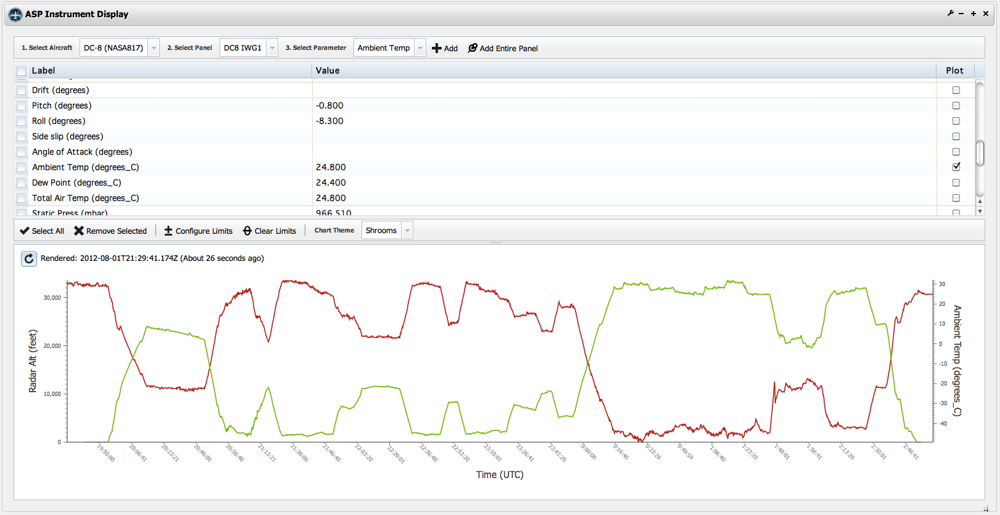 ASP Instrument Display
1. Select Aircraft DC-8 (NASA817) 2. Select Panel DC8 IWG1 3. Select Parameter Ambient Temp Add Add Entire Panel
Label Value Plot
Drift (degrees)
Pitch (degrees) -0.800
Roll (degrees) -8.300
Side slip (degrees)
Angle of Attack (degrees)
Ambient Temp (degrees_C) 24.800
Dew Point (degrees_C) 24.400
Total Air Temp (degrees_C) 24.800
Static Press (mbar) 966.510
Select All Remove Selected Configure Limits Clear Limits Chart Theme Shrooms
Rendered: 2012-08-01T21:29:41.174Z (About 26 seconds ago)
Radar Alt (feet)
30,000
20,000
10,000
0
30
20
10
0
-10
-20
-30
-40
Ambient Temp (degrees_C)
19:50:00 20:06:41 20:23:21 20:40:00 20:56:40 21:13:21 21:30:00 21:46:40 22:03:20 22:20:01 22:36:40 22:53:20 23:10:01 23:26:41 23:43:20 0:00:00 0:16:40 0:33:20 0:49:59 1:06:40 1:23:20 1:40:01 1:56:41 2:13:20 2:30:01 2:46:41
Time (UTC)